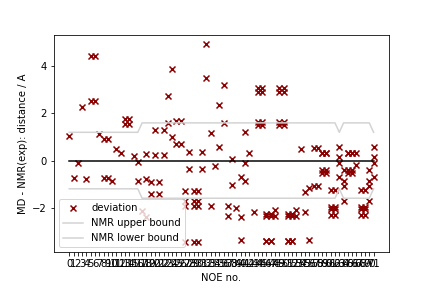 MD - NMR(exp): distance / A
4
2
0
−2
deviation
NMR upper bound
NMR lower bound
NOE no.